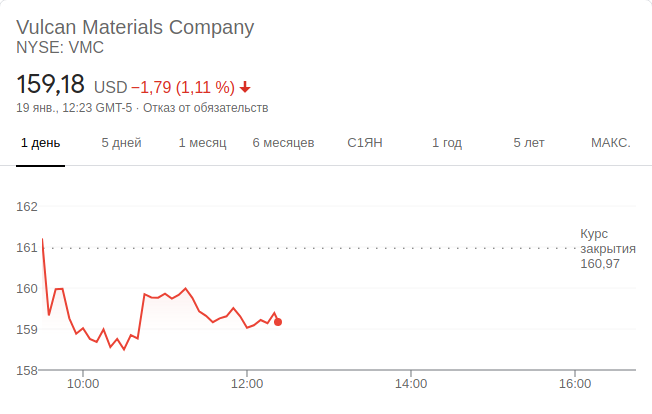 Vulcan Materials Company
NYSE: VMC
159,18 USD −1,79 (1,11 %)
19 янв., 12:23 GMT-5 · Отказ от обязательств
1 день 5 дней 1 месяц 6 месяцев С1ЯН 1 год 5 лет МАКС.
162
161
160
159
158
Курс
закрытия
160,97
10:00 12:00 14:00 16:00